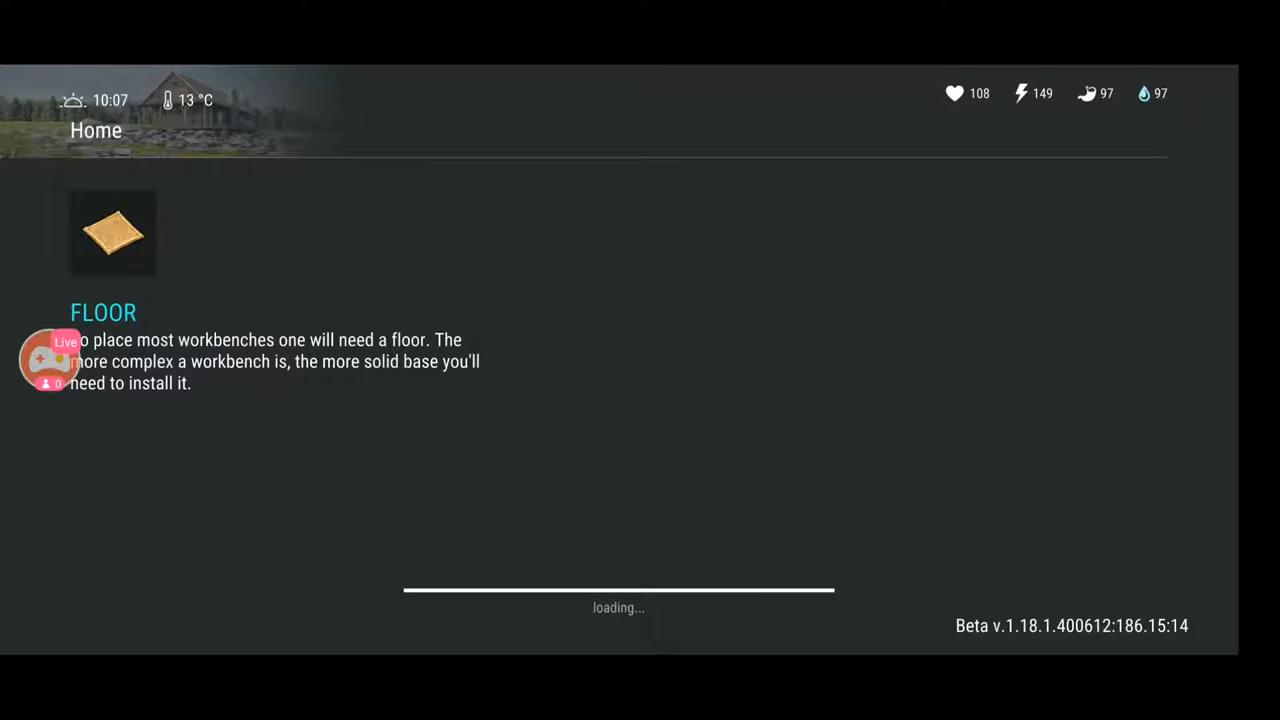 10:07 13 °C
108 149 97 97
Home
FLOOR
Live
o place most workbenches one will need a floor. The
more complex a workbench is, the more solid base you'll
0
need to install it.
loading...
Beta v.1.18.1.400612:186.15:14